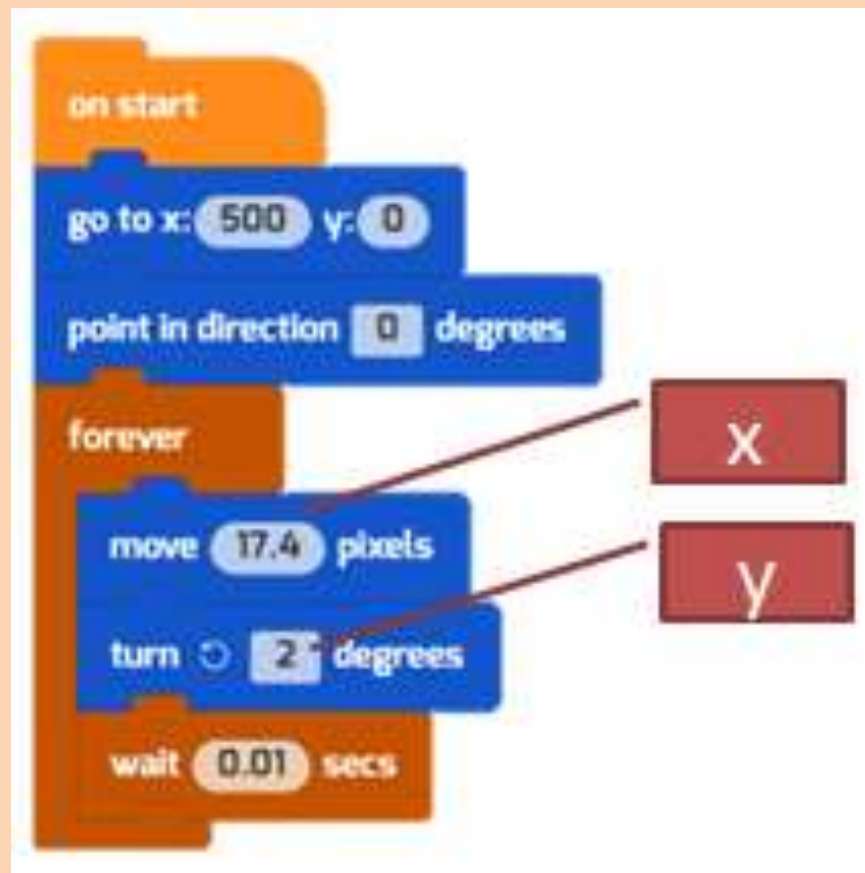 on start
go to x: 500 y: 0
point in direction 0 degrees
forever
x
move 17.4 pixels
y
turn 2 degrees
wait 0.01 secs